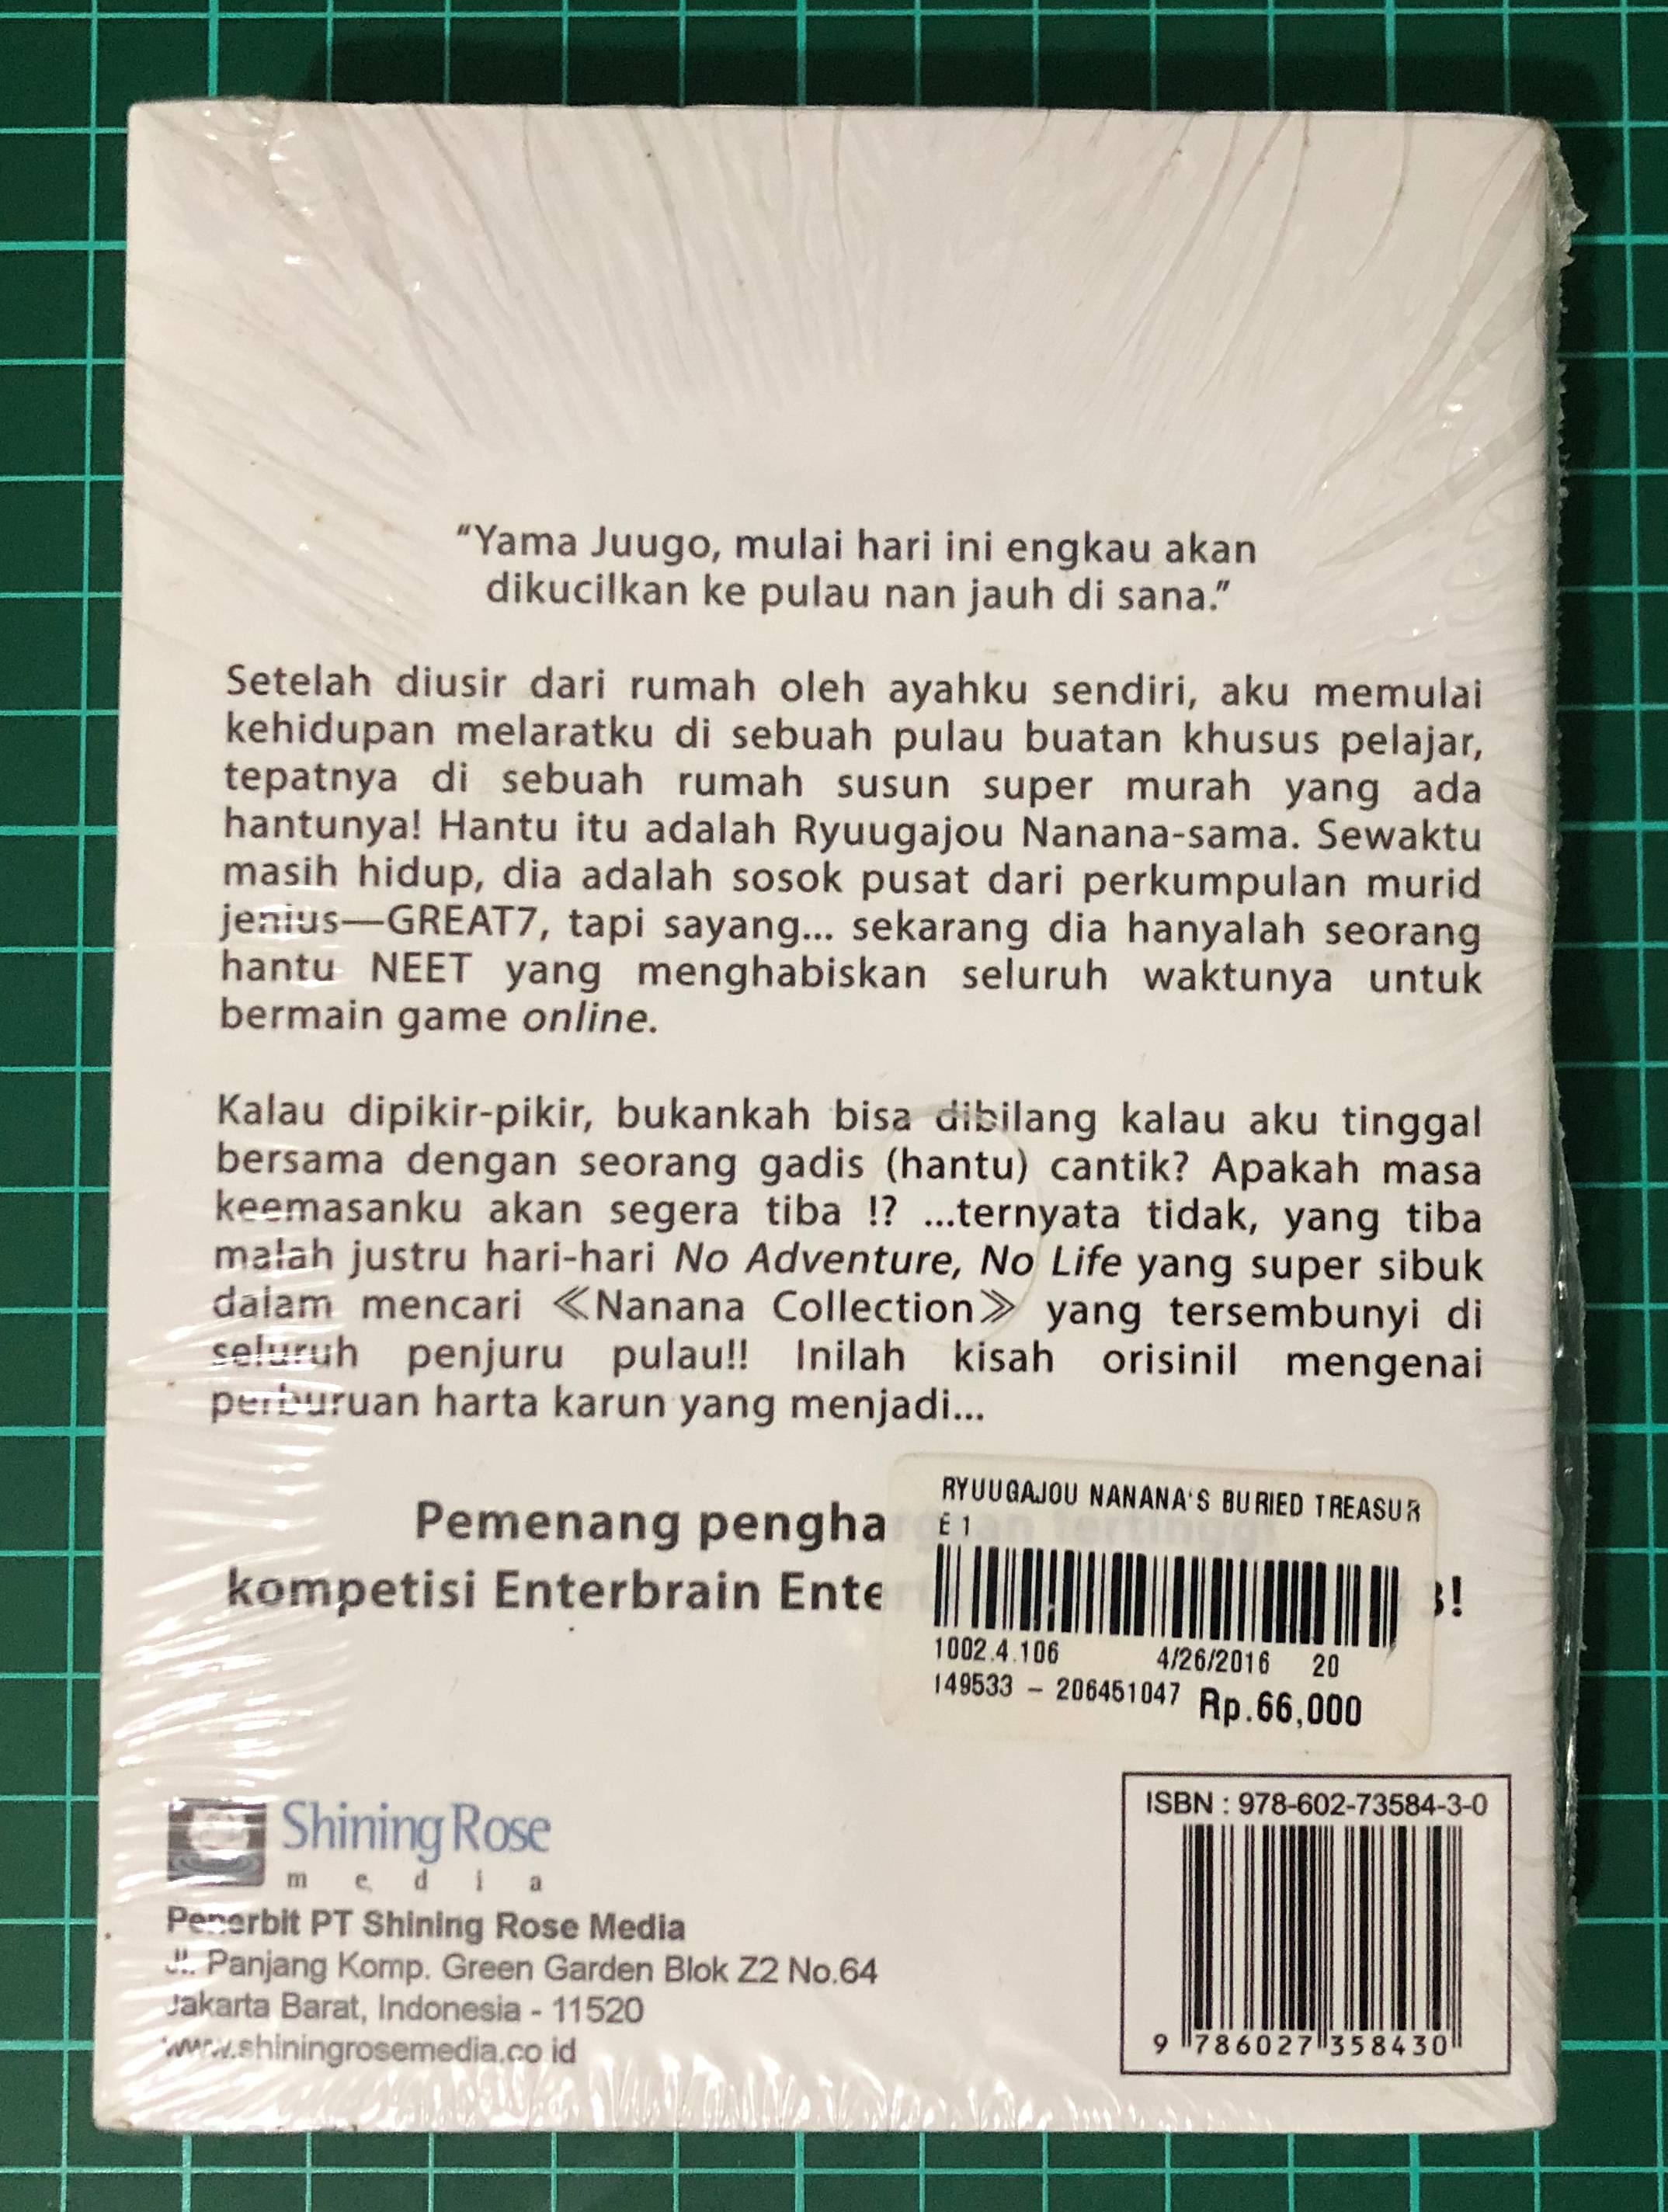 “Yama Juugo, mulai hari ini engkau akan
dikucilkan ke pulau nan jauh di sana.”
Setelah diusir dari rumah oleh ayahku sendiri, aku memulai
kehidupan melaratku di sebuah pulau buatan khusus pelajar,
tepatnya di sebuah rumah susun super murah yang ada
hantunya! Hantu itu adalah Ryuugajou Nanana-sama. Sewaktu
masih hidup, dia adalah sosok pusat dari perkumpulan murid
jenius—GREAT7, tapi sayang... sekarang dia hanyalah seorang
hantu NEET yang menghabiskan seluruh waktunya untuk
bermain game online.
Kalau dipikir-pikir, bukankah bisa dibilang kalau aku tinggal
bersama dengan seorang gadis (hantu) cantik? Apakah masa
keemasanku akan segera tiba !? ...ternyata tidak, yang tiba
malah justru hari-hari No Adventure, No Life yang super sibuk
dalam mencari ≪Nanana Collection≫ yang tersembunyi di
seluruh penjuru pulau!! Inilah kisah orisinil mengenai
perburuan harta karun yang menjadi...
Pemenang penghargaan tertinggi
kompetisi Enterbrain
RYUUGAJOU NANANA'S BURIED TREASUR
E 1
1002.4.106 4/26/2016 20
149533 - 206451047 Rp.66,000
Shining Rose
media
Penerbit PT Shining Rose Media
Jl. Panjang Komp. Green Garden Blok Z2 No.64
Jakarta Barat, Indonesia - 11520
www.shiningrosemedia.co id
ISBN : 978-602-73584-3-0
9 786027 358430